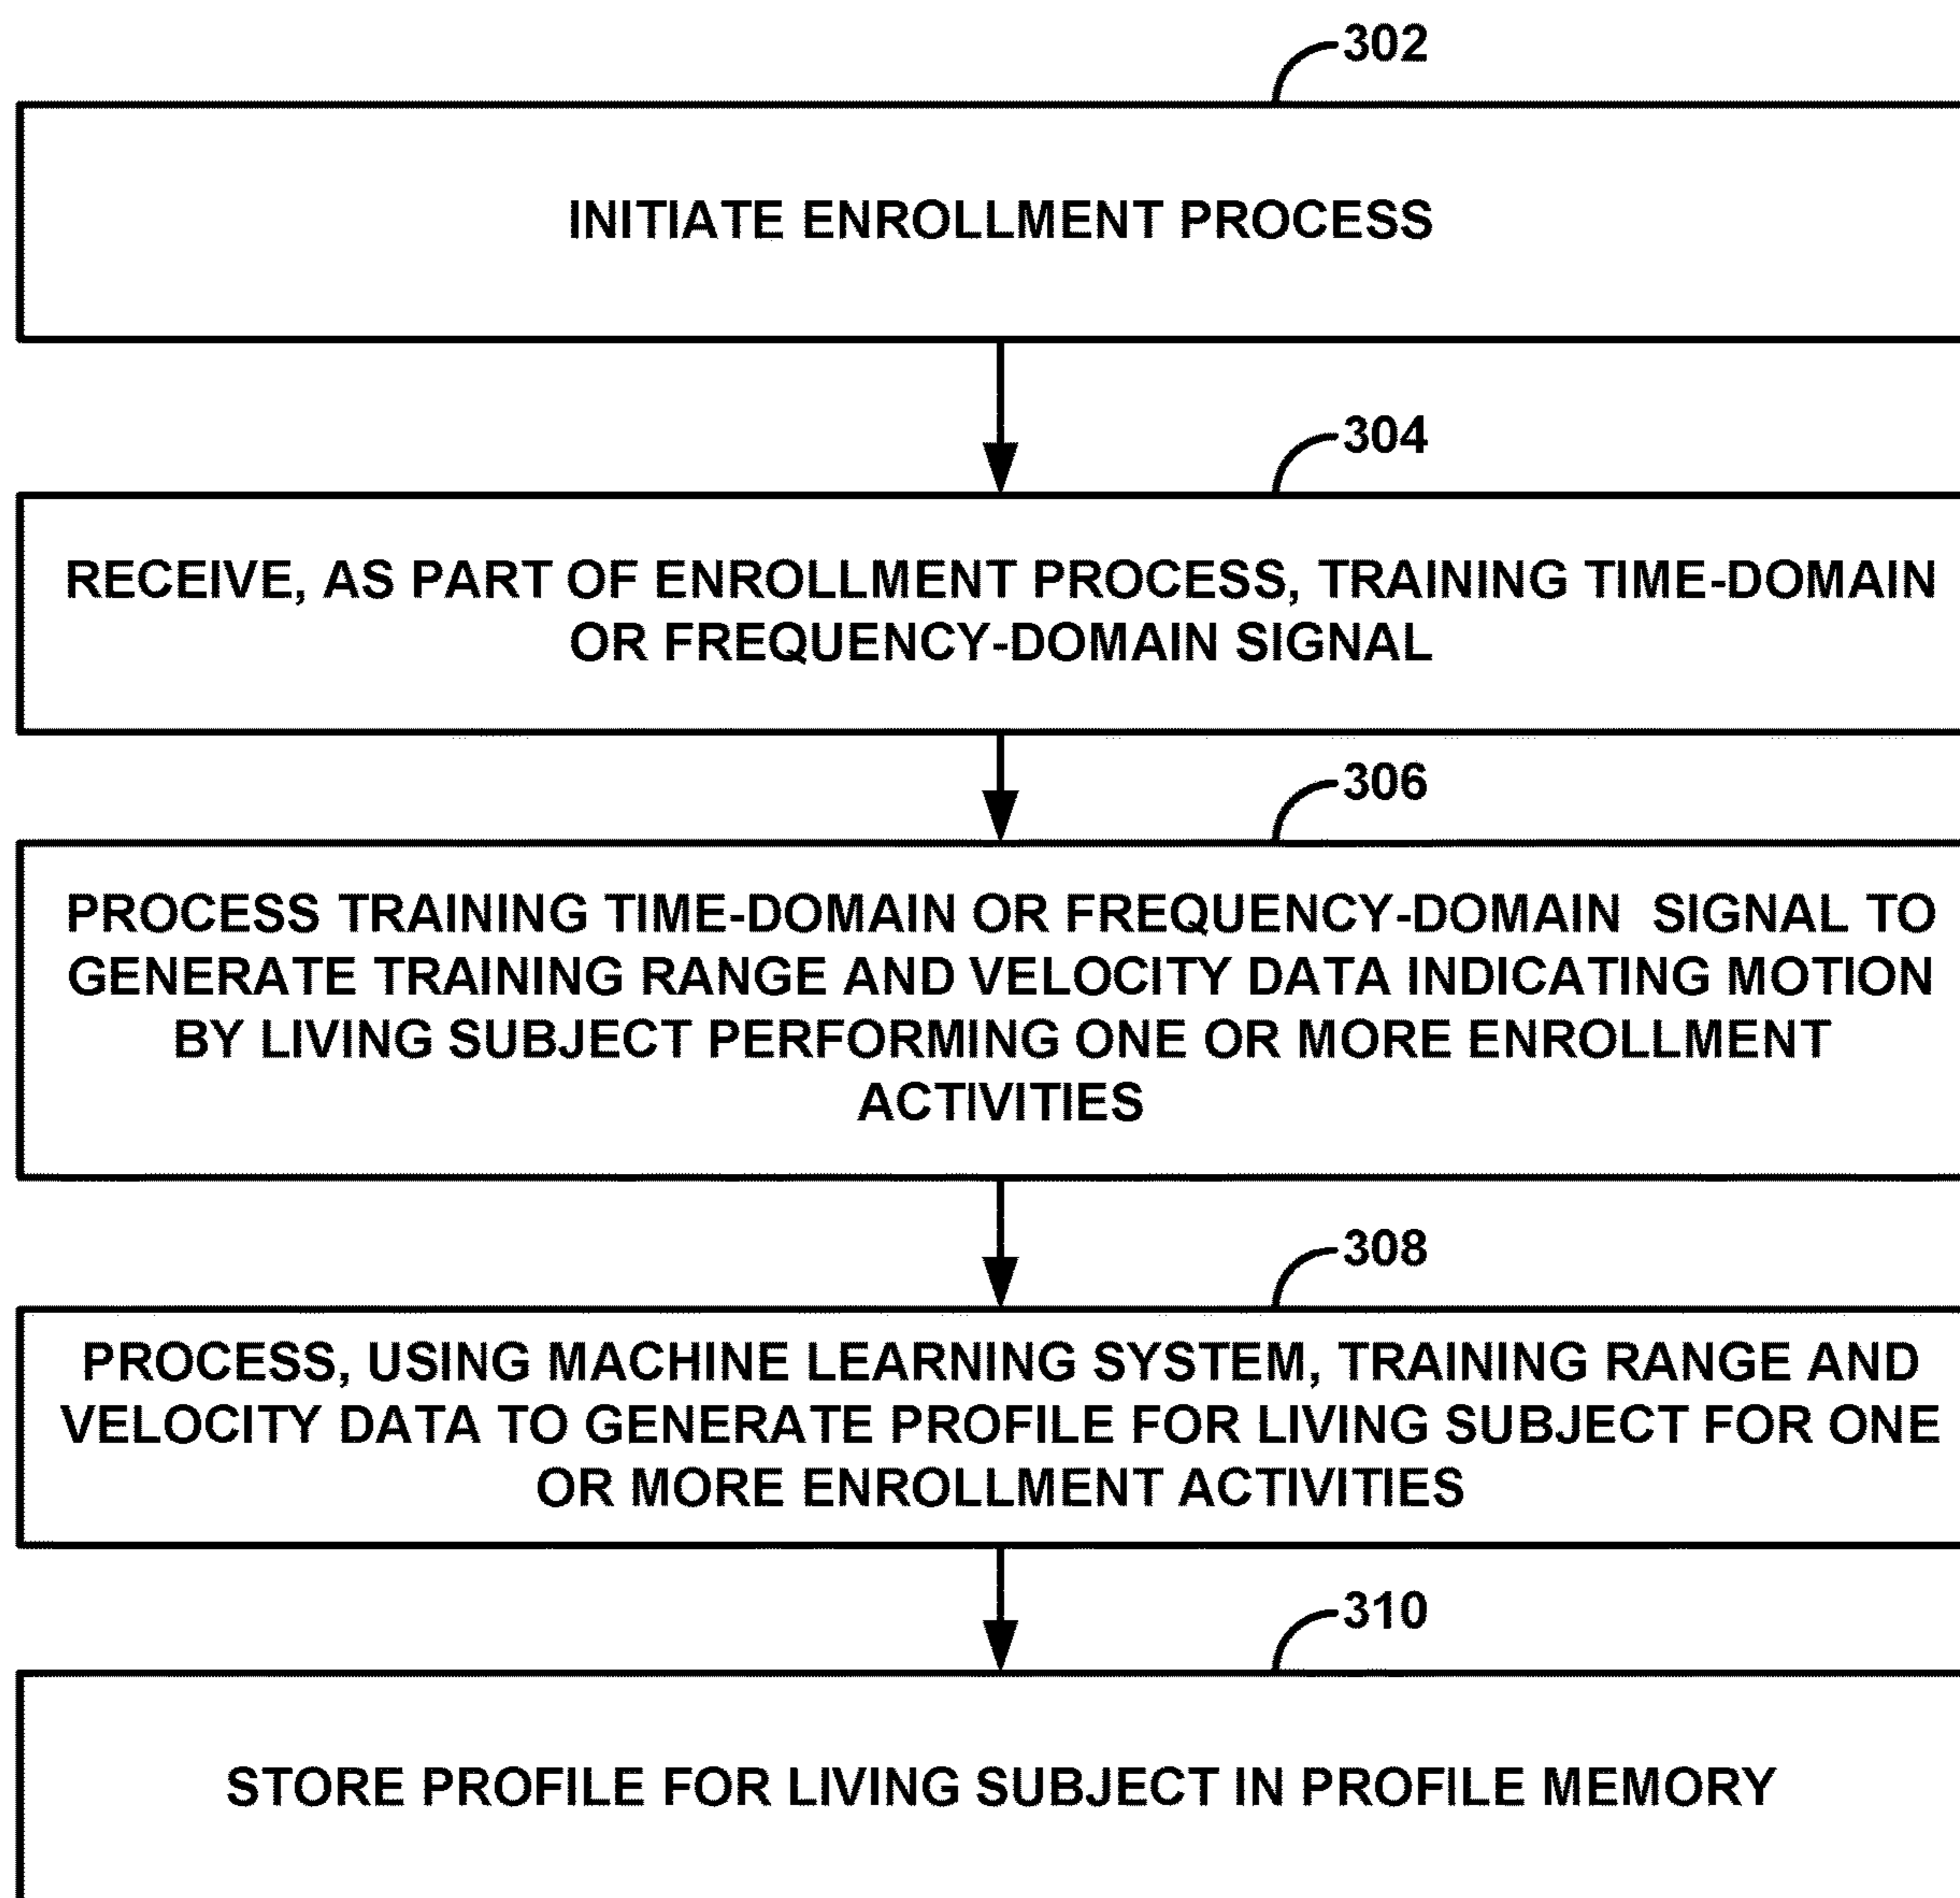 302
INITIATE ENROLLMENT PROCESS
304
RECEIVE, AS PART OF ENROLLMENT PROCESS, TRAINING TIME-DOMAIN
OR FREQUENCY-DOMAIN SIGNAL
306
PROCESS TRAINING TIME-DOMAIN OR FREQUENCY-DOMAIN SIGNAL TO
GENERATE TRAINING RANGE AND VELOCITY DATA INDICATING MOTION
BY LIVING SUBJECT PERFORMING ONE OR MORE ENROLLMENT
ACTIVITIES
308
PROCESS, USING MACHINE LEARNING SYSTEM, TRAINING RANGE AND
VELOCITY DATA TO GENERATE PROFILE FOR LIVING SUBJECT FOR ONE
OR MORE ENROLLMENT ACTIVITIES
310
STORE PROFILE FOR LIVING SUBJECT IN PROFILE MEMORY